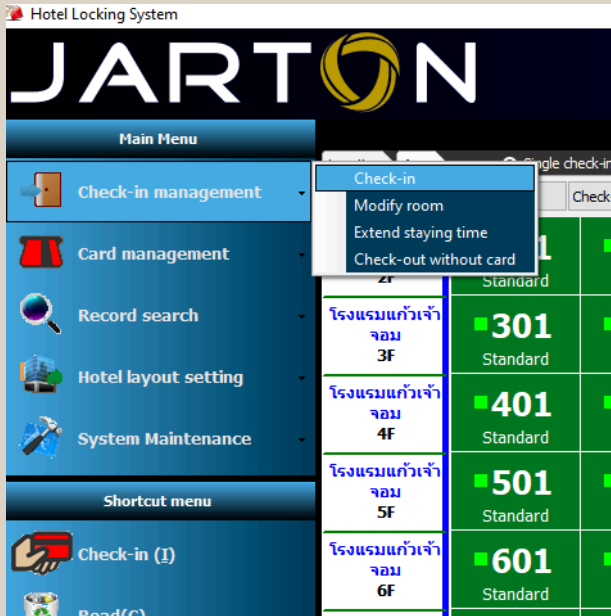 Hotel Locking System
JARTON
Main Menu
Single check-in
Check-in management
Check-in
Modify room
Extend staying time
Check-out without card
Check
Card management
2F
Standard
Record search
โรงแรมแก้วเจ้า
จอม
3F
301
Standard
Hotel layout setting
โรงแรมแก้วเจ้า
จอม
4F
401
Standard
System Maintenance
โรงแรมแก้วเจ้า
จอม
5F
501
Standard
Shortcut menu
Check-in (I)
โรงแรมแก้วเจ้า
จอม
6F
601
Standard